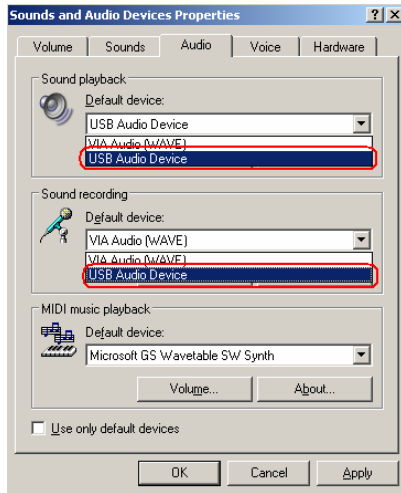 Sounds and Audio Devices Properties
Volume Sounds Audio Voice Hardware
Sound playback
Default device:
USB Audio Device
VIA Audio (WAVE)
USB Audio Device
Sound recording
Default device:
VIA Audio (WAVE)
VIA Audio (WAVE)
USB Audio Device
MIDI music playback
Default device:
Microsoft GS Wavetable SW Synth
Volume... About...
Use only default devices
OK Cancel Apply